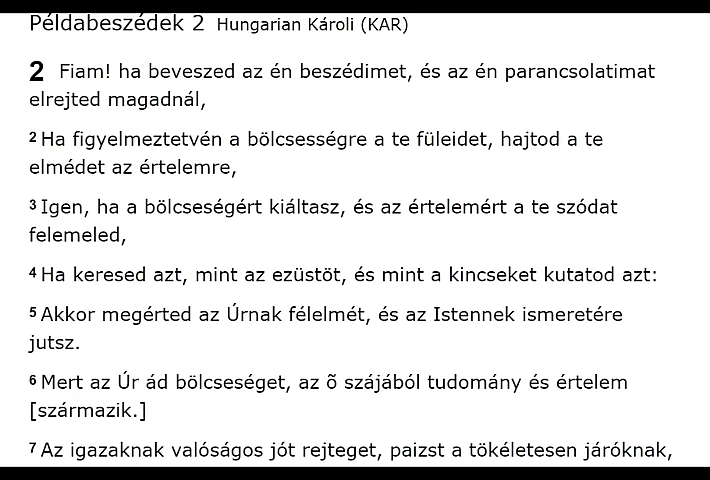 Példabeszédek 2 Hungarian Károli (KAR)
2 Fiam! ha beveszed az én beszédimet, és az én parancsolatimat
elrejted magadnál,
2 Ha figyelmeztetvén a bölcsességre a te füleidet, hajtod a te
elmédet az értelemre,
3 Igen, ha a bölcseségért kiáltasz, és az értelemért a te szódat
felemeled,
4 Ha keresed azt, mint az ezüstöt, és mint a kincseket kutatod azt:
5 Akkor megérted az Úrnak félelmét, és az Istennek ismeretére
jutsz.
6 Mert az Úr ád bölcseséget, az õ szájából tudomány és értelem
[származik.]
7 Az igazaknak valóságos jót rejteget, paizst a tökéletesen járóknak,